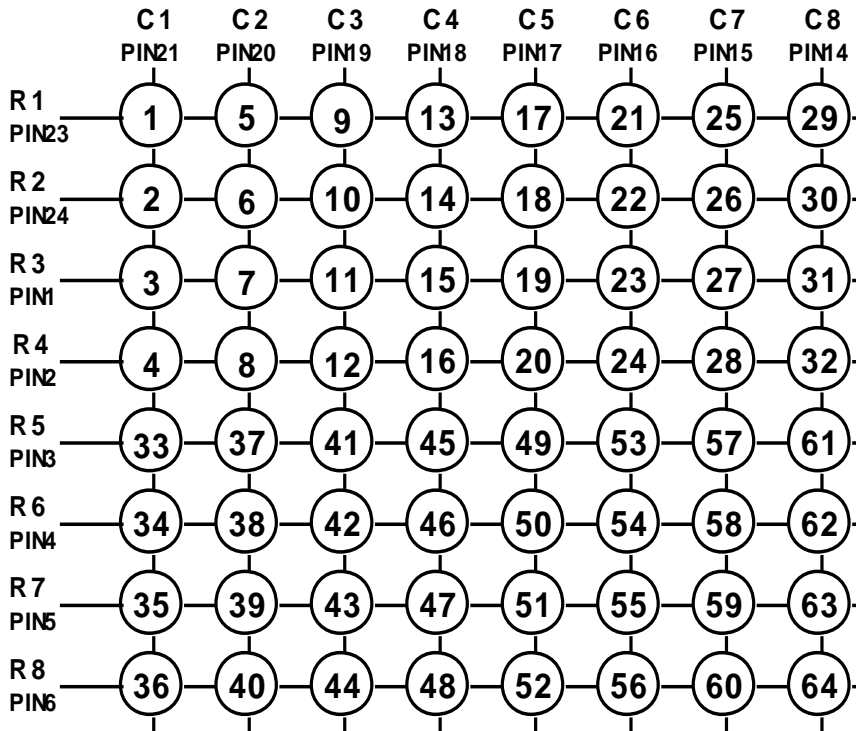 C1 C2 C3 C4 C5 C6 C7 C8
PIN21 PIN20 PIN19 PIN18 PIN17 PIN16 PIN15 PIN14
R1
PIN23
1 5 9 13 17 21 25 29
R2
PIN24
2 6 10 14 18 22 26 30
R3
PIN1
3 7 11 15 19 23 27 31
R4
PIN2
4 8 12 16 20 24 28 32
R5
PIN3
33 37 41 45 49 53 57 61
R6
PIN4
34 38 42 46 50 54 58 62
R7
PIN5
35 39 43 47 51 55 59 63
R8
PIN6
36 40 44 48 52 56 60 64